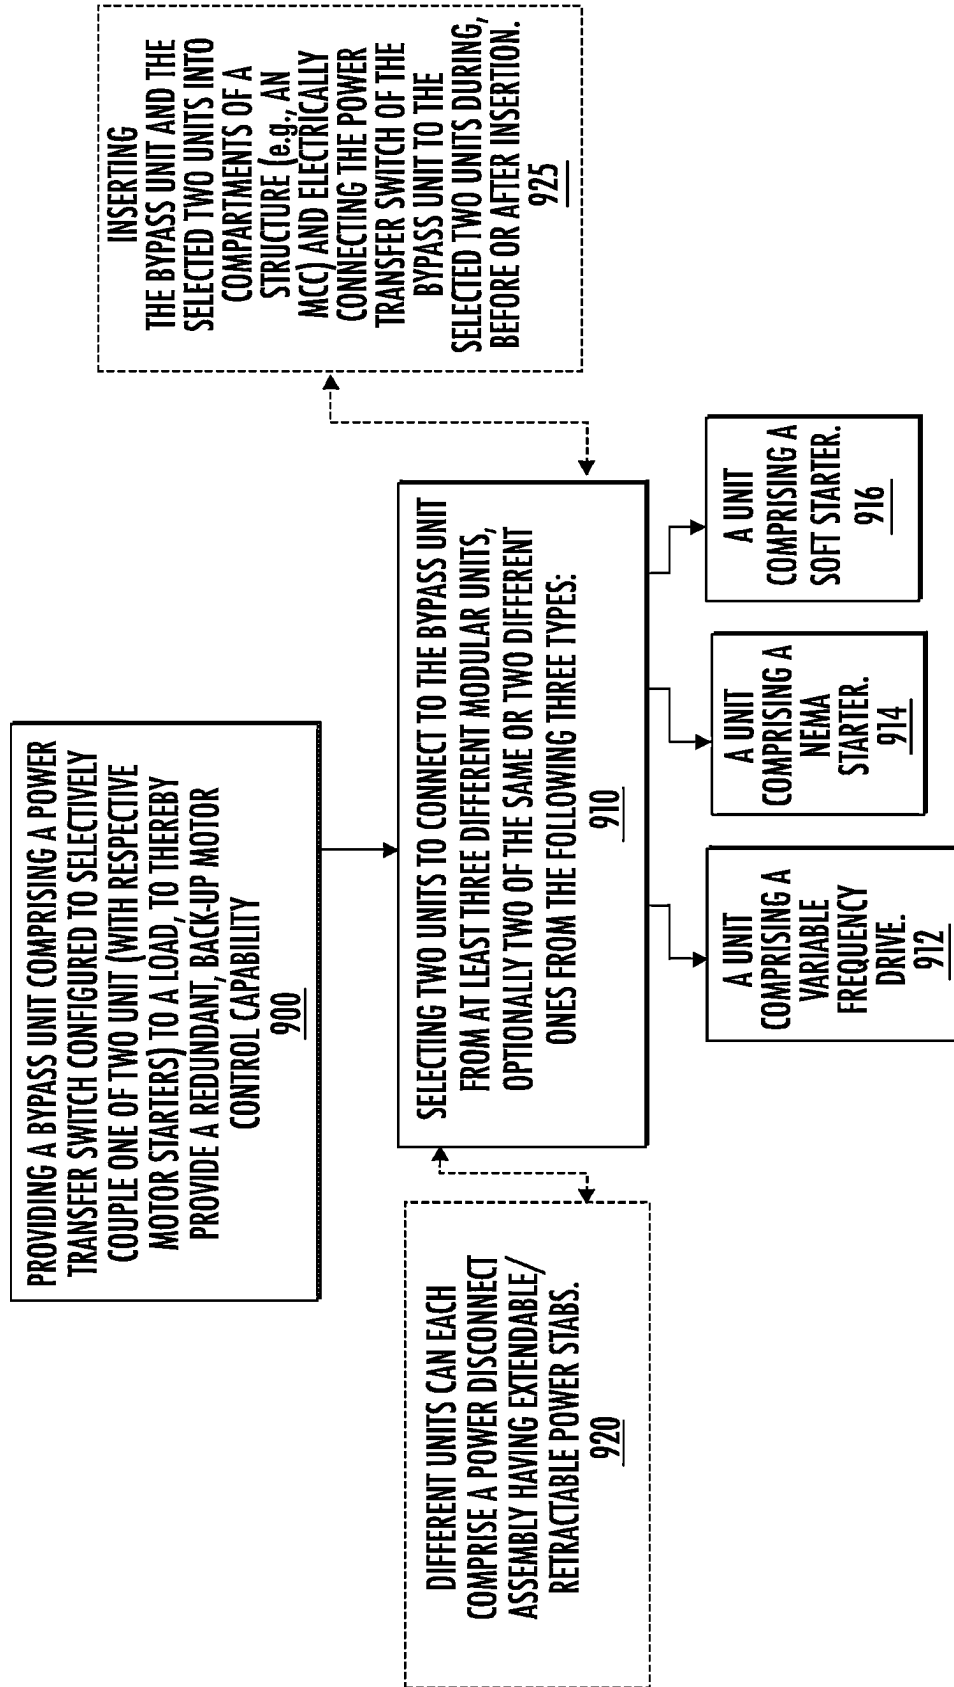 PROVIDING A BYPASS UNIT COMPRISING A POWER
TRANSFER SWITCH CONFIGURED TO SELECTIVELY
COUPLE ONE OF TWO UNIT (WITH RESPECTIVE
MOTOR STARTERS) TO A LOAD, TO THEREBY
PROVIDE A REDUNDANT, BACK-UP MOTOR
CONTROL CAPABILITY
900
SELECTING TWO UNITS TO CONNECT TO THE BYPASS UNIT
FROM AT LEAST THREE DIFFERENT MODULAR UNITS,
OPTIONALLY TWO OF THE SAME OR TWO DIFFERENT
ONES FROM THE FOLLOWING THREE TYPES:
910
DIFFERENT UNITS CAN EACH
COMPRISE A POWER DISCONNECT
ASSEMBLY HAVING EXTENDABLE/
RETRACTABLE POWER STABS.
920
INSERTING
THE BYPASS UNIT AND THE
SELECTED TWO UNITS INTO
COMPARTMENTS OF A
STRUCTURE (e.g., AN
MCC) AND ELECTRICALLY
CONNECTING THE POWER
TRANSFER SWITCH OF THE
BYPASS UNIT TO THE
SELECTED TWO UNITS DURING,
BEFORE OR AFTER INSERTION.
925
A UNIT
COMPRISING A
VARIABLE
FREQUENCY
DRIVE.
912
A UNIT
COMPRISING A
NEMA
STARTER.
914
A UNIT
COMPRISING A
SOFT STARTER.
916